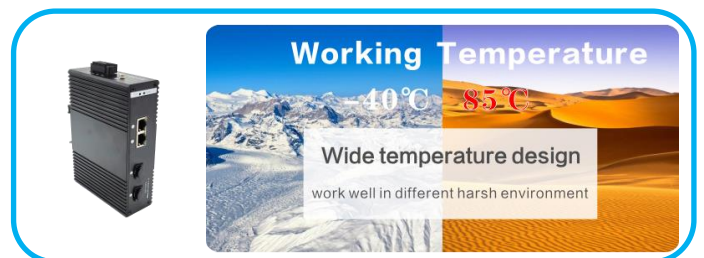 Working Temperature
-40℃ 85℃
Wide temperature design
work well in different harsh environment